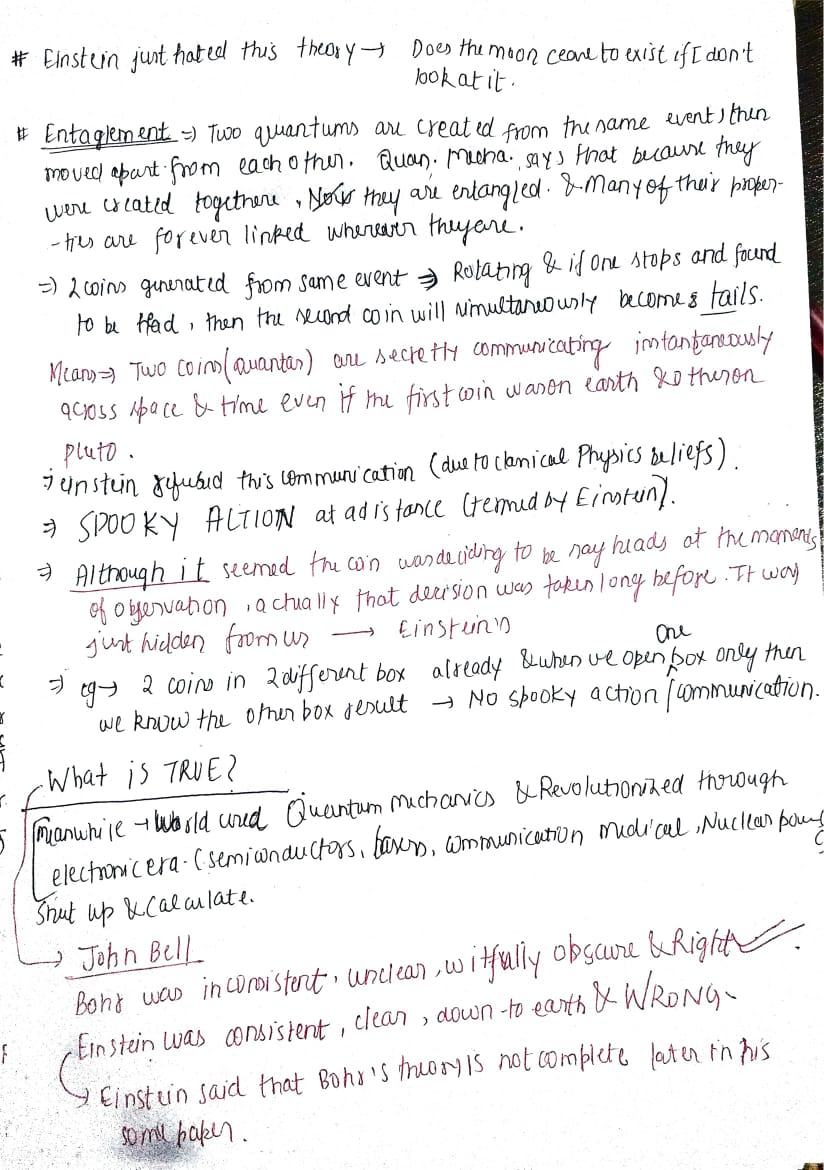 # Einstein just hated this theory → Does the moon ceare to exist if I don't
look at it.
# Entaglement ⇒ Two quantums are created from the same event, then
moved apart from each other. Quan. Mecha. says that because they
were created togethere, Now they are entangled. & Many of their proper-
-ties are forever linked wherever they are.
⇒ 2 coins generated from same event ⇒ Rotating & if one stops and found
to be Head, then the second coin will simultaneously become tails.
Means ⇒ Two coins (quantas) are secretly communicating instantaneously
across space & time even if the first coin was on earth & other on
pluto.
⇒ einstein refused this communication (due to classical Physics beliefs).
⇒ SPOOKY ACTION at a distance (termed by Einstein).
⇒ Although it seemed the coin was deciding to be say heads at the moments
of observation, actually that decision was taken long before. It was
just hidden from us → Einstein's
⇒ eg → 2 coins in 2 different box already & when we open One box only then
we know the other box result → No spooky action / communication.
What is TRUE?
Meanwhile → World used Quantum mechanics & Revolutionized through
electronic era. (semiconductors, lasers, communication medical, Nuclear power
Shut up & Calculate.
→ John Bell
Bohr was inconsistent, unclear, witfully obscure & Right.
Einstein was consistent, clear, down-to earth & WRONG
→ Einstein said that Bohr's theory is not complete later in his
some paper.